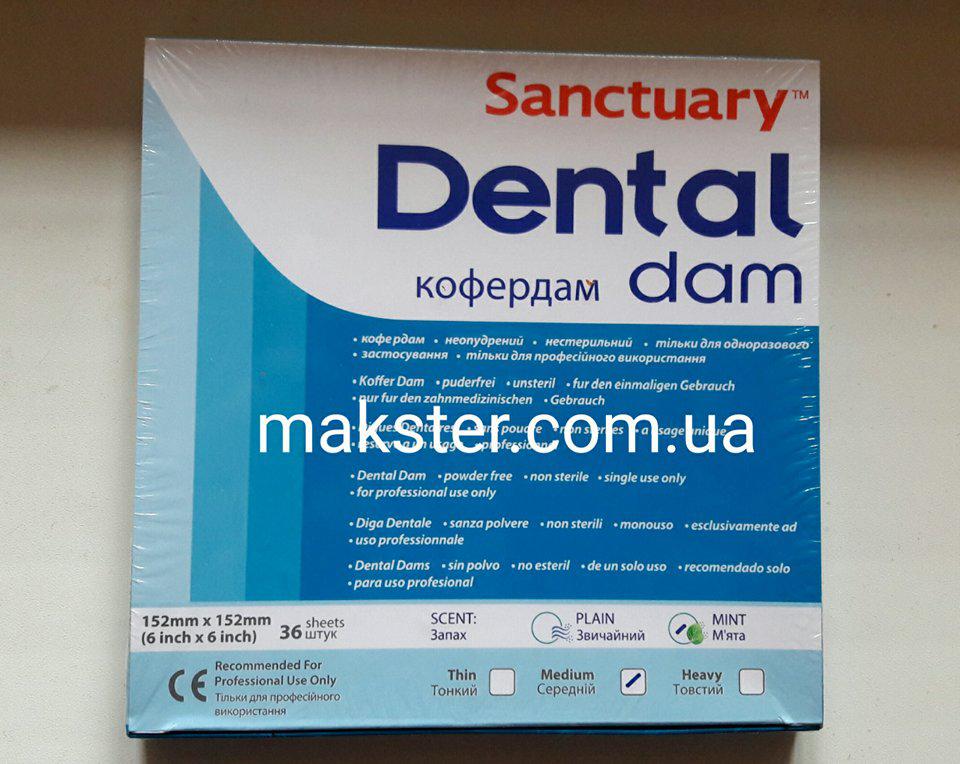 Sanctuary™
Dental
кофердам dam
• кофердам • неопудрений • нестерильний • тільки для одноразового
• застосування • тільки для професійного використання
• Koffer Dam • puderfrei • unsteril • fur den einmaligen Gebrauch
• nur fur den zahnmedizinischen • Gebrauch
makster.com.ua
• Dental Dam • powder free • non sterile • single use only
• for professional use only
• Diga Dentale • sanza polvere • non sterili • monouso • esclusivamente ad
• uso professionnale
• Dental Dams • sin polvo • no esteril • de un solo uso • recomendado solo
• para uso profesional
152mm x 152mm
(6 inch x 6 inch) 36 sheets штук
SCENT:
Запах
PLAIN
Звичайний
MINT
М'ята
CE
Recommended For
Professional Use Only
Тільки для професійного
використання
Thin
Тонкий
Medium
Середній
Heavy
Товстий